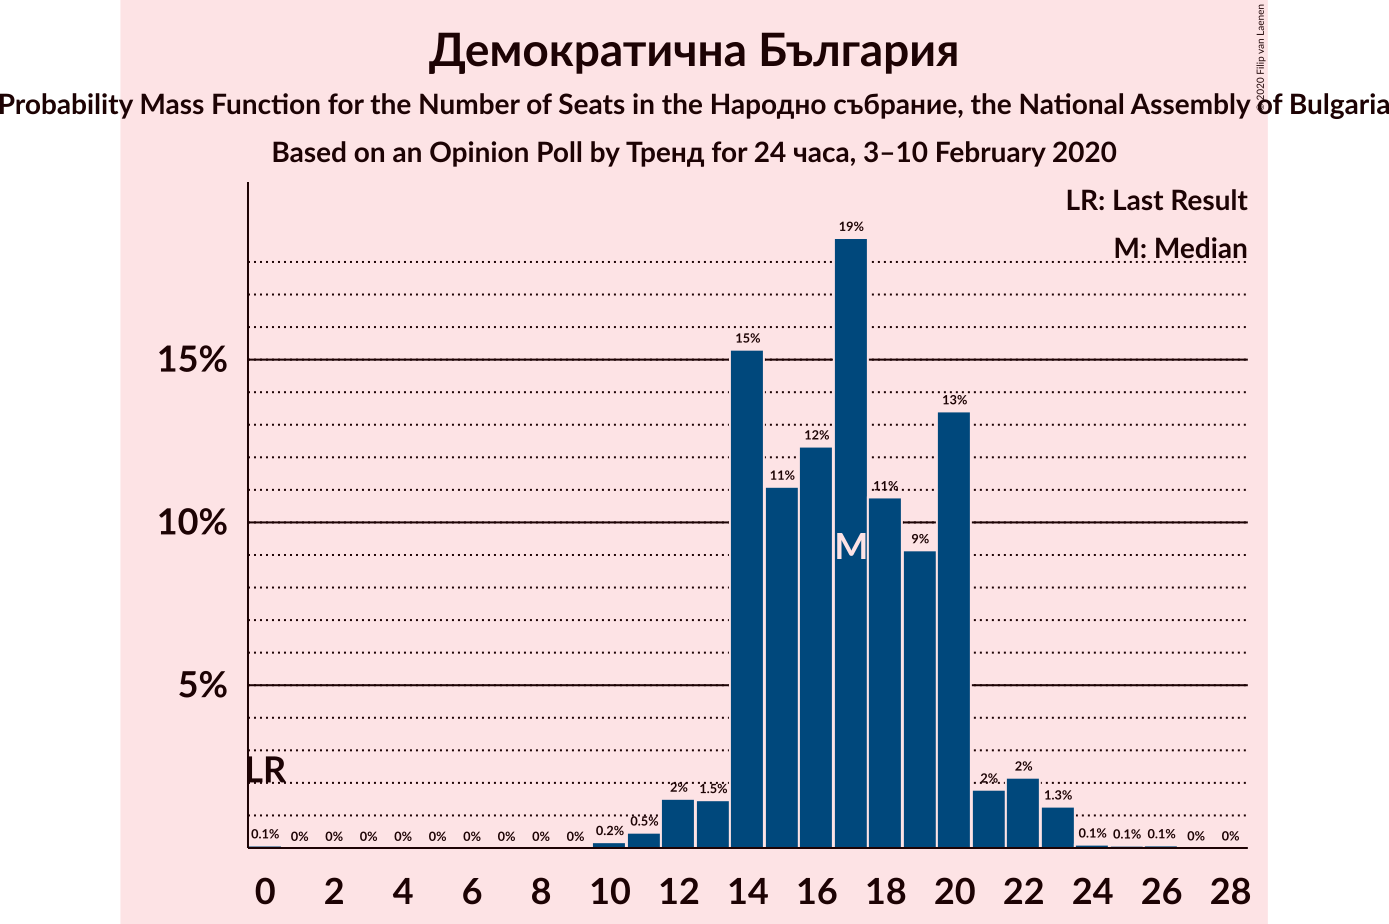 Демократична България
Probability Mass Function for the Number of Seats in the Народно събрание, the National Assembly of Bulgaria
Based on an Opinion Poll by Тренд for 24 часа, 3–10 February 2020
© 2020 Filip van Laenen
LR: Last Result
M: Median
19%
15%
15%
13%
12%
11%
11%
10%
9%
M
5%
LR
0.1% 0% 0% 0% 0% 0% 0% 0% 0% 0% 0.2% 0.5% 2% 1.5% 2% 2% 1.3% 0.1% 0.1% 0.1% 0% 0%
0 2 4 6 8 10 12 14 16 18 20 22 24 26 28